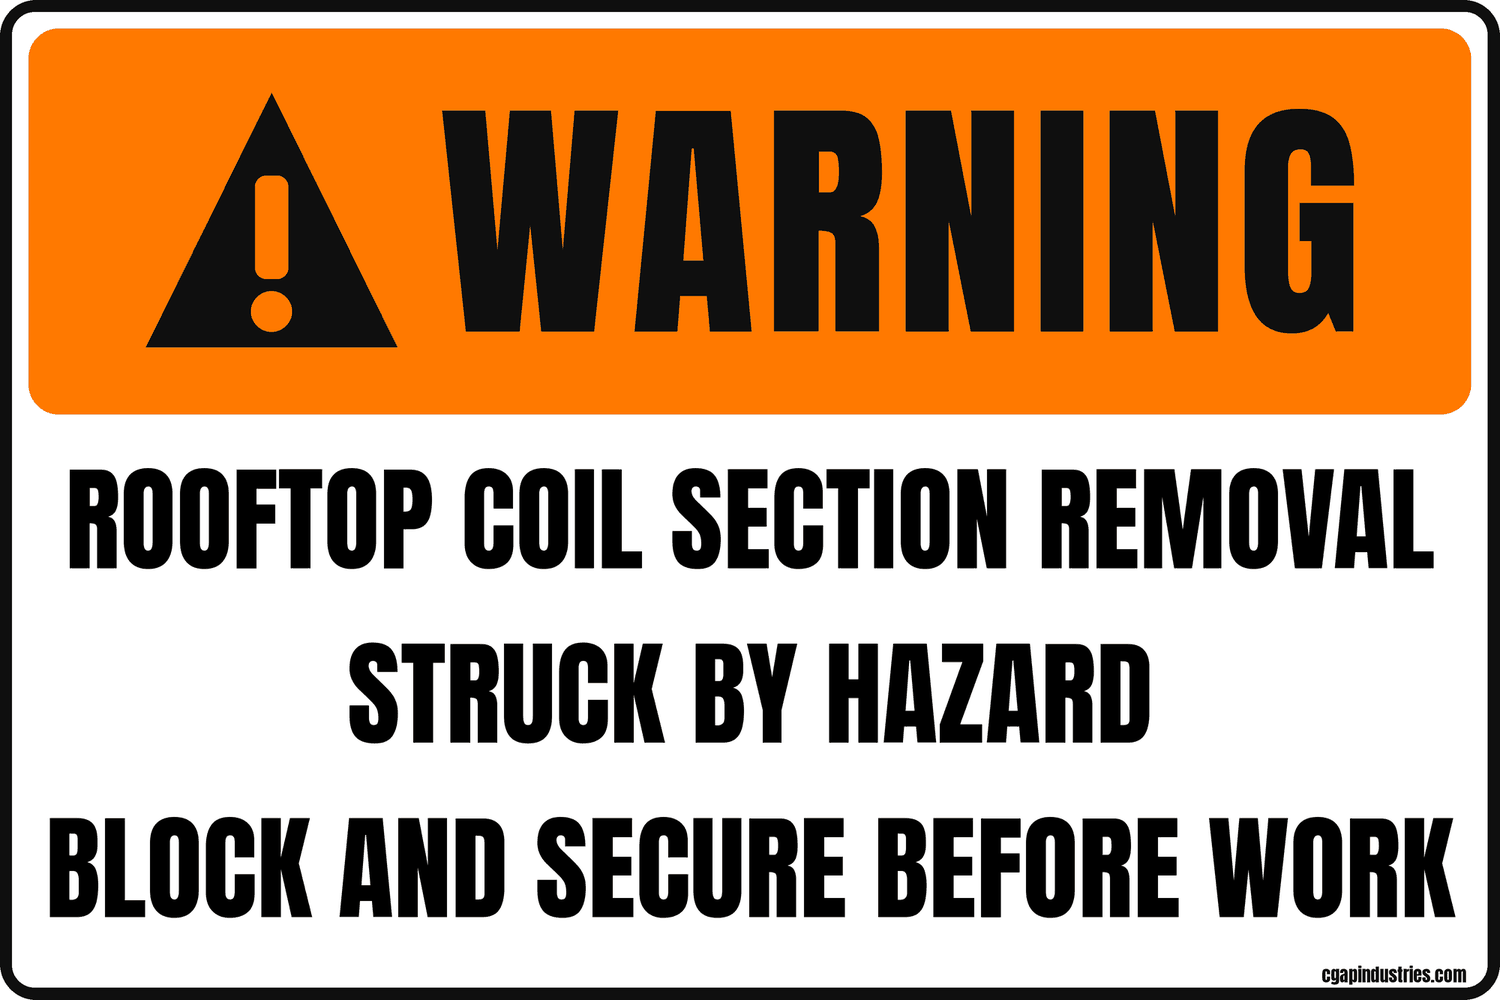 WARNING
ROOFTOP COIL SECTION REMOVAL
STRUCK BY HAZARD
BLOCK AND SECURE BEFORE WORK
cgapindustries.com